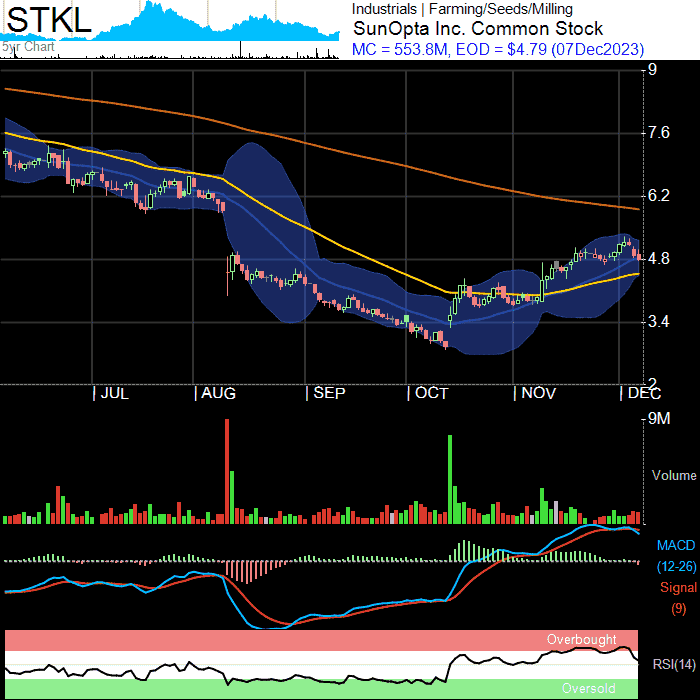 STKL
5yr Chart
Industrials | Farming/Seeds/Milling
SunOpta Inc. Common Stock
MC = 553.8M, EOD = $4.79 (07Dec2023)
9
7.6
6.2
4.8
3.4
2
| JUL | AUG | SEP | OCT | NOV | DEC
9M
Volume
MACD
(12-26)
Signal
(9)
Overbought
RSI(14)
Oversold